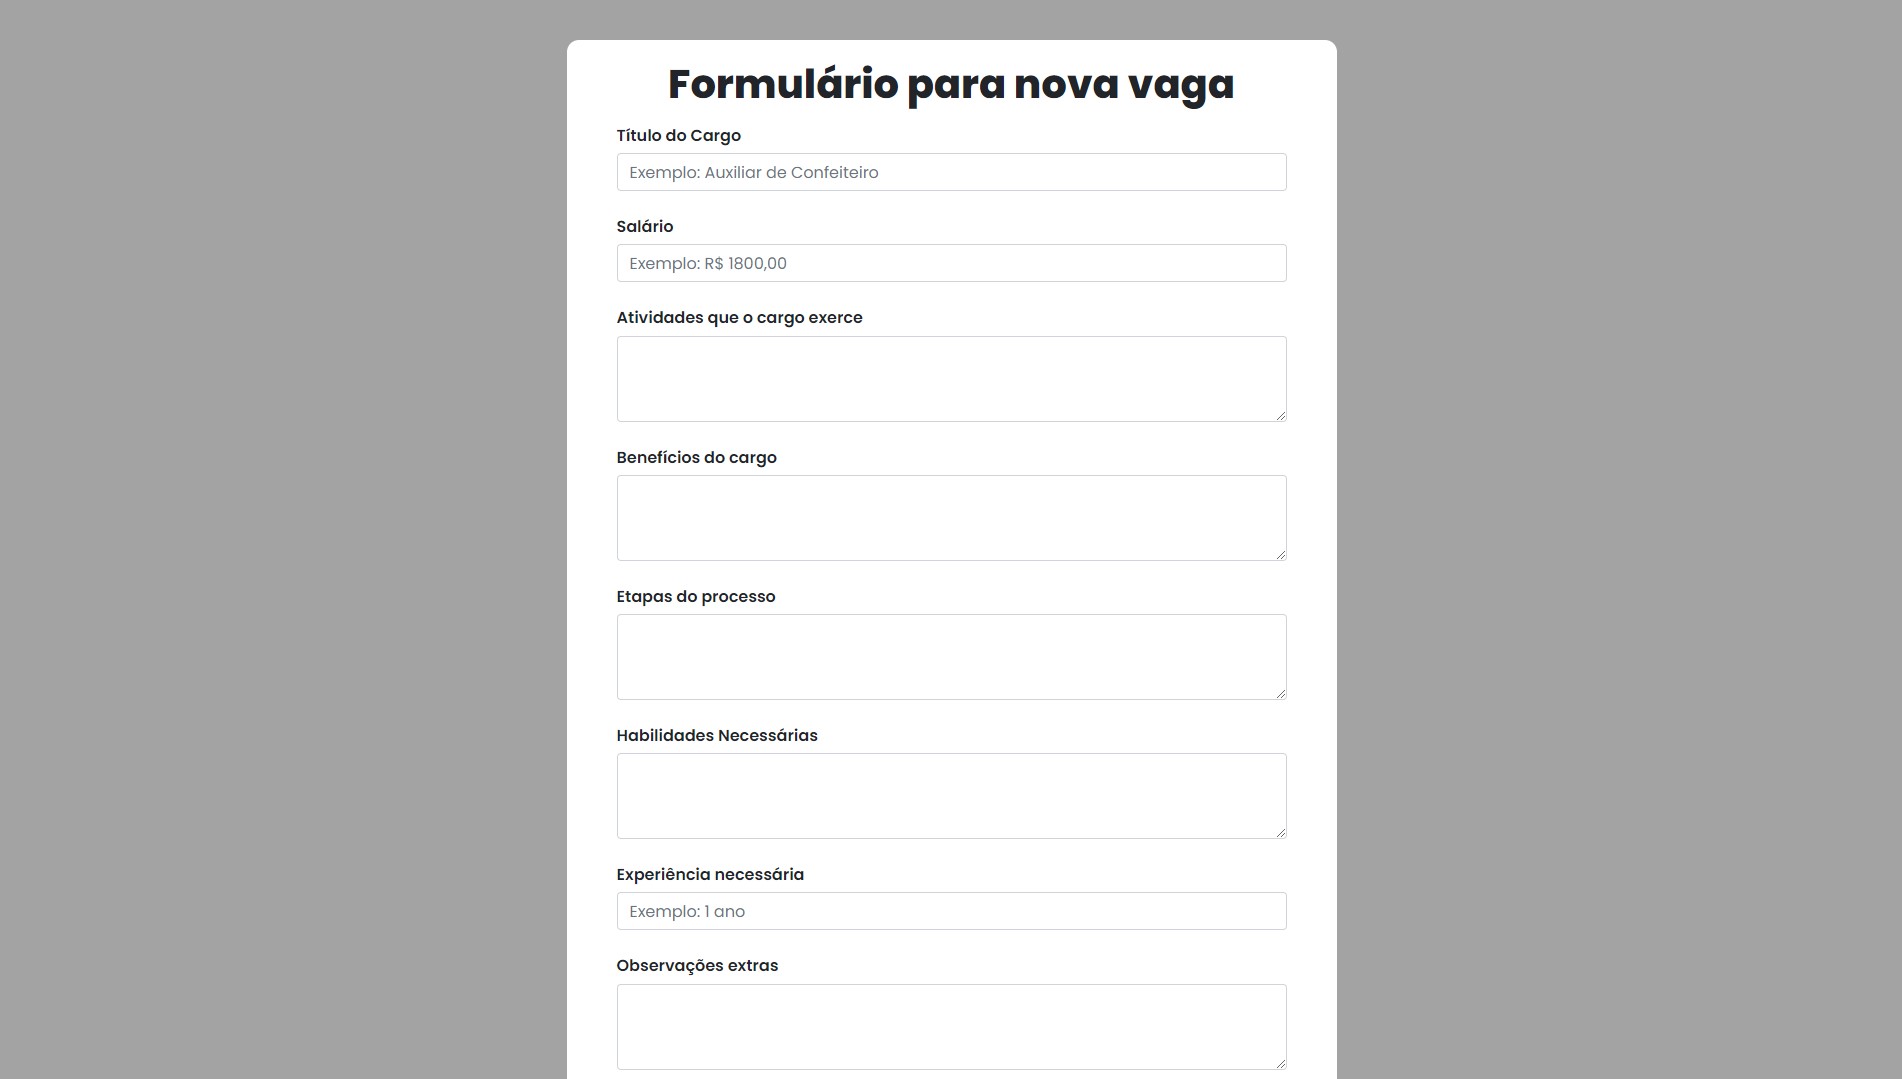 Formulário para nova vaga
Título do Cargo
Exemplo: Auxiliar de Confeiteiro
Salário
Exemplo: R$ 1800,00
Atividades que o cargo exerce
Benefícios do cargo
Etapas do processo
Habilidades Necessárias
Experiência necessária
Exemplo: 1 ano
Observações extras